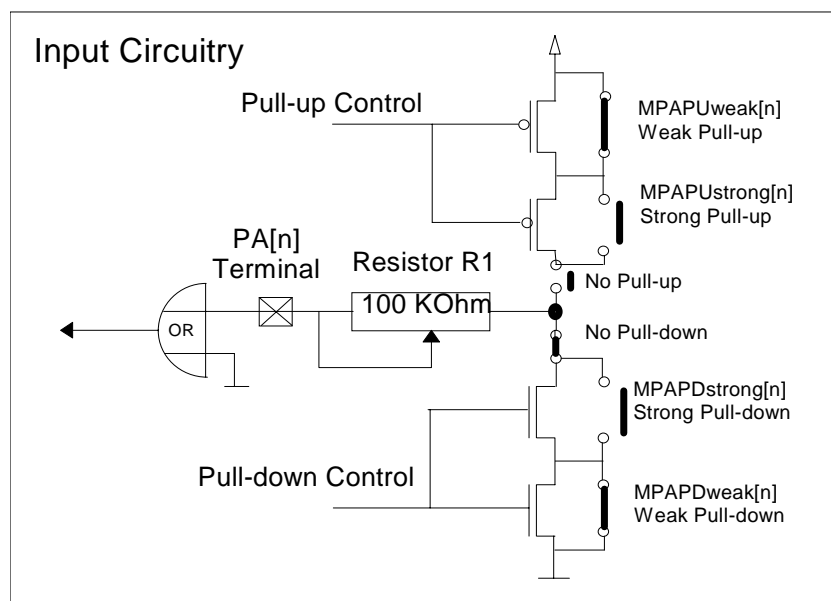 Input Circuitry
Pull-up Control
MPAPUweak[n]
Weak Pull-up
MPAPUstrong[n]
Strong Pull-up
PA[n]
Terminal
Resistor R1
No Pull-up
100 KOhm
OR
No Pull-down
MPAPDstrong[n]
Strong Pull-down
Pull-down Control
MPAPDweak[n]
Weak Pull-down